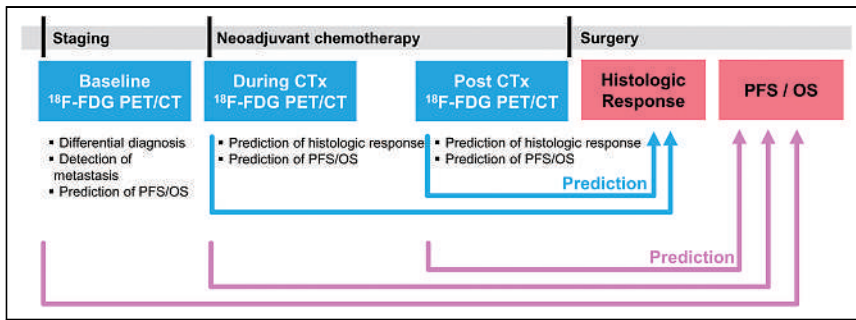 Staging
Neoadjuvant chemotherapy
Surgery
Baseline
¹⁸F-FDG PET/CT
During CTx
¹⁸F-FDG PET/CT
Post CTx
¹⁸F-FDG PET/CT
Histologic
Response
PFS / OS
▪ Differential diagnosis
▪ Detection of
metastasis
▪ Prediction of PFS/OS
▪ Prediction of histologic response
▪ Prediction of PFS/OS
▪ Prediction of histologic response
▪ Prediction of PFS/OS
Prediction
Prediction